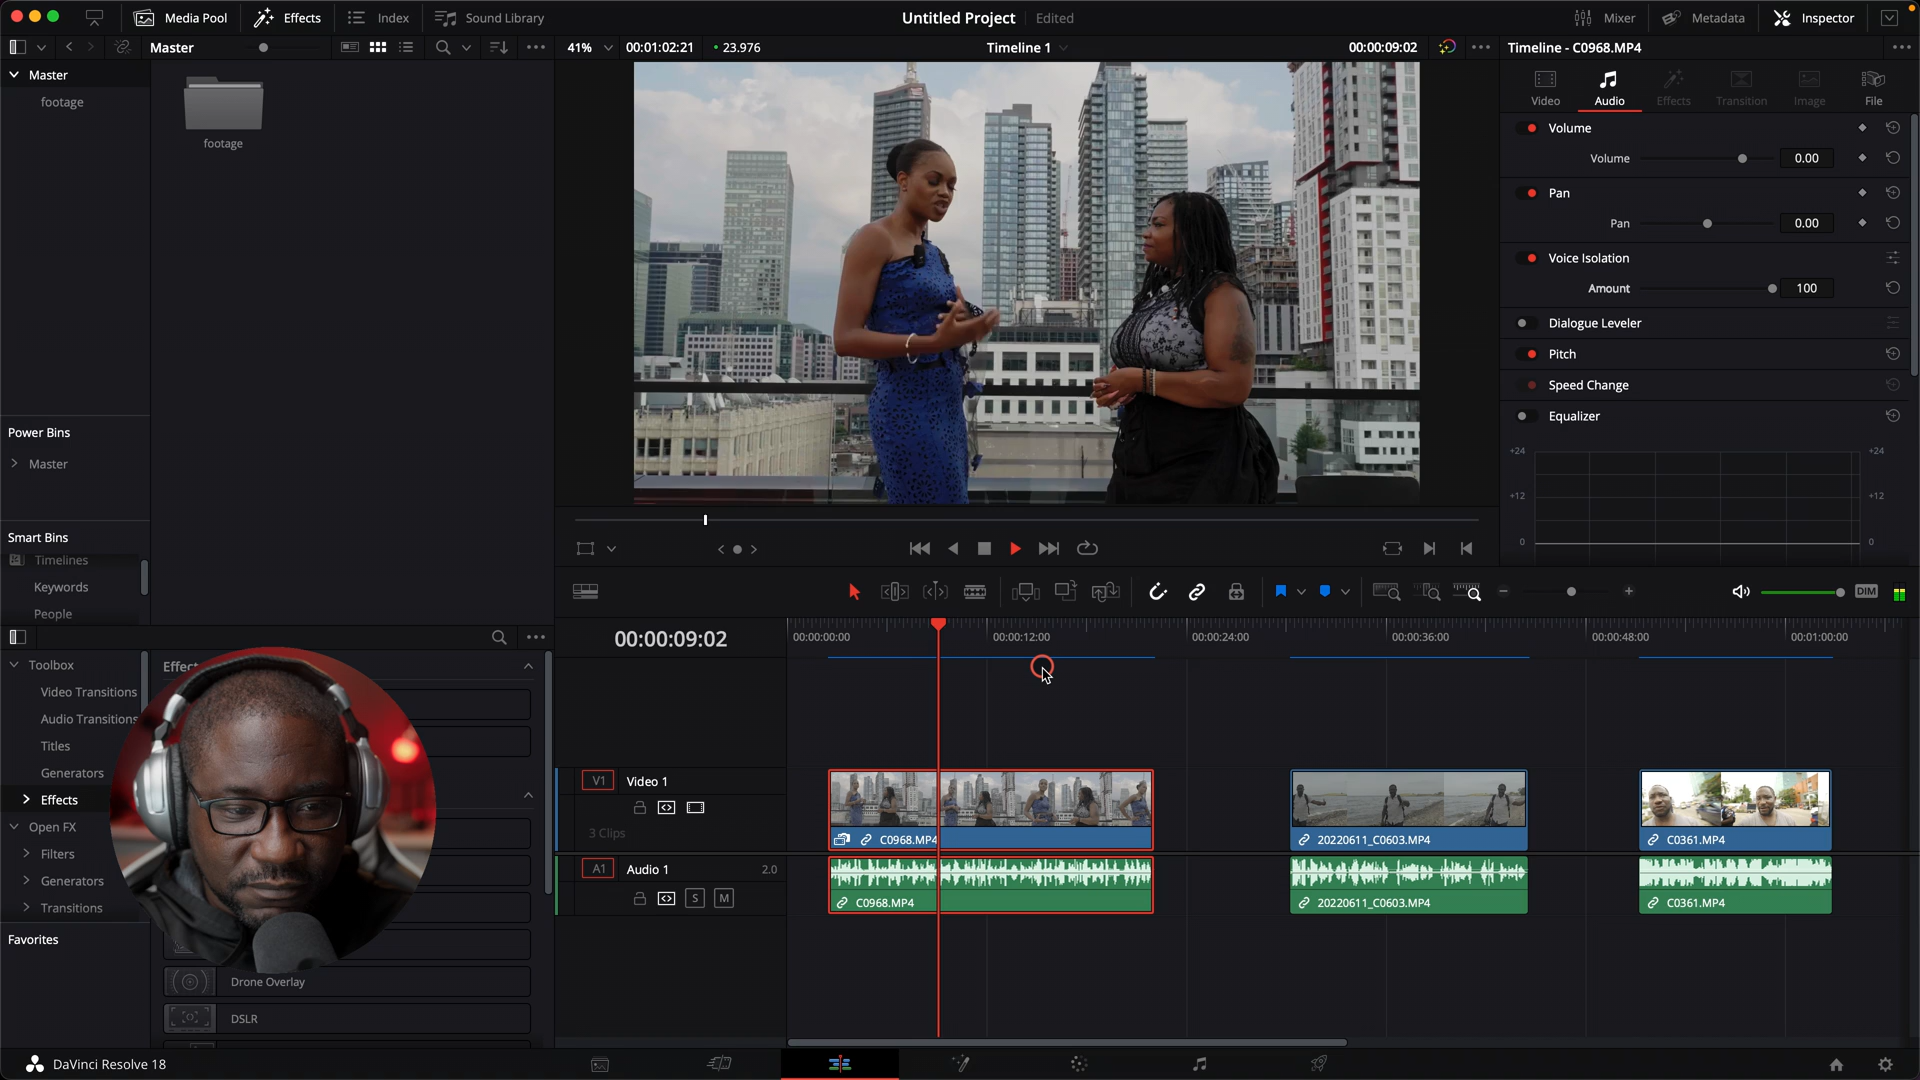 Media Pool Effects Index Sound Library Untitled Project Edited Mixer Metadata Inspector
Master 41% 00:01:02:21 23.976 Timeline 1 00:00:09:02 Timeline - C0968.MP4
Master
footage
footage
Video Audio Effects Transition Image File
Volume
Volume 0.00
Pan
Pan 0.00
Voice Isolation
Amount 100
Dialogue Leveler
Pitch
Speed Change
Equalizer
+24 +24
+12 +12
0 0
Power Bins
Master
Smart Bins
Timelines
Keywords
People
DIM
00:00:09:02 00:00:00:00 00:00:12:00 00:00:24:00 00:00:36:00 00:00:48:00 00:01:00:00
Toolbox
Video Transitions
Audio Transitions
Titles
Generators
Effects
Open FX
Filters
Generators
Transitions
Favorites
Drone Overlay
DSLR
V1 Video 1
3 Clips
C0968.MP4 20220611_C0603.MP4 C0361.MP4
A1 Audio 1 2.0
S M
C0968.MP4 20220611_C0603.MP4 C0361.MP4
DaVinci Resolve 18